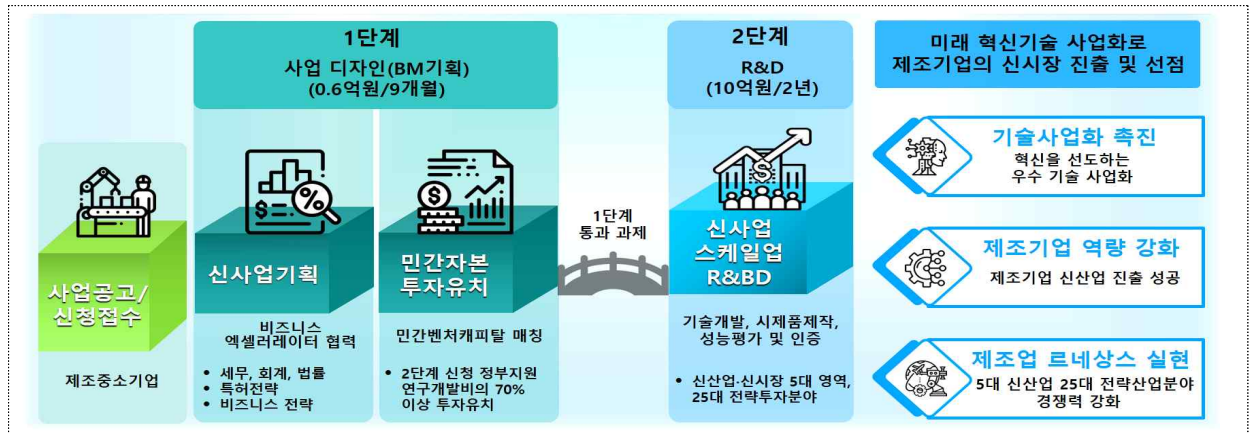 1단계
사업 디자인(BM기획)
(0.6억원/9개월)
2단계
R&D
(10억원/2년)
미래 혁신기술 사업화로
제조기업의 신시장 진출 및 선점
사업공고/
신청접수
제조중소기업
신사업기획
비즈니스
엑셀러레이터 협력
• 세무, 회계, 법률
• 특허전략
• 비즈니스 전략
민간자본
투자유치
민간벤처캐피탈 매칭
• 2단계 신청 정부지원
연구개발비의 70%
이상 투자유치
1단계
통과 과제
신사업
스케일업
R&BD
기술개발, 시제품제작,
성능평가 및 인증
• 신산업·신시장 5대 영역,
25대 전략투자분야
기술사업화 촉진
혁신을 선도하는
우수 기술 사업화
제조기업 역량 강화
제조기업 신산업 진출 성공
제조업 르네상스 실현
5대 신산업 25대 전략산업분야
경쟁력 강화